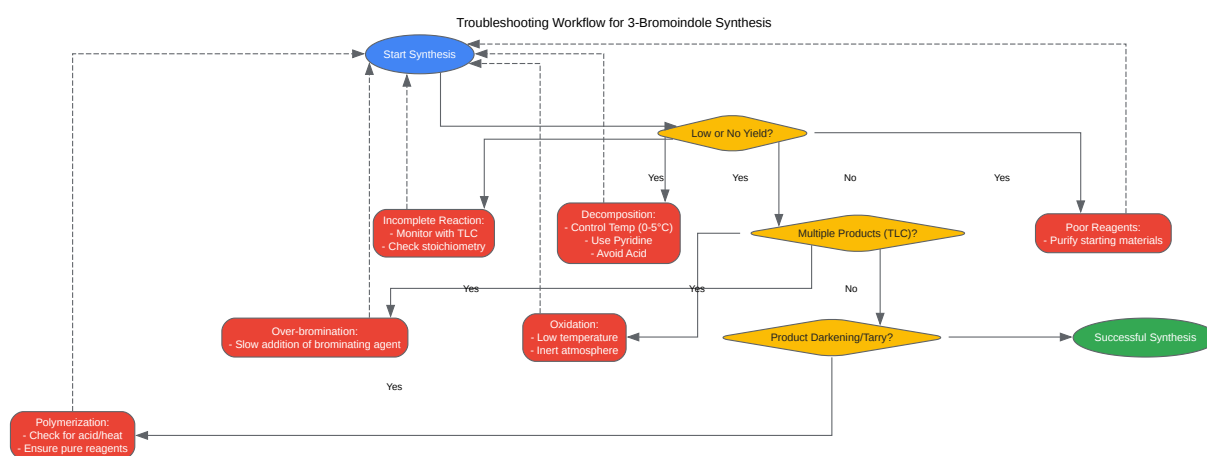 Troubleshooting Workflow for 3-Bromoindole Synthesis
Start Synthesis
Low or No Yield?
Yes
Yes
No
Yes
Incomplete Reaction:
- Monitor with TLC
- Check stoichiometry
Decomposition:
- Control Temp (0-5°C)
- Use Pyridine
- Avoid Acid
Multiple Products (TLC)?
Poor Reagents:
- Purify starting materials
Yes
Yes
No
Over-bromination:
- Slow addition of brominating agent
Oxidation:
- Low temperature
- Inert atmosphere
Product Darkening/Tarry?
Successful Synthesis
Yes
Polymerization:
- Check for acid/heat
- Ensure pure reagents